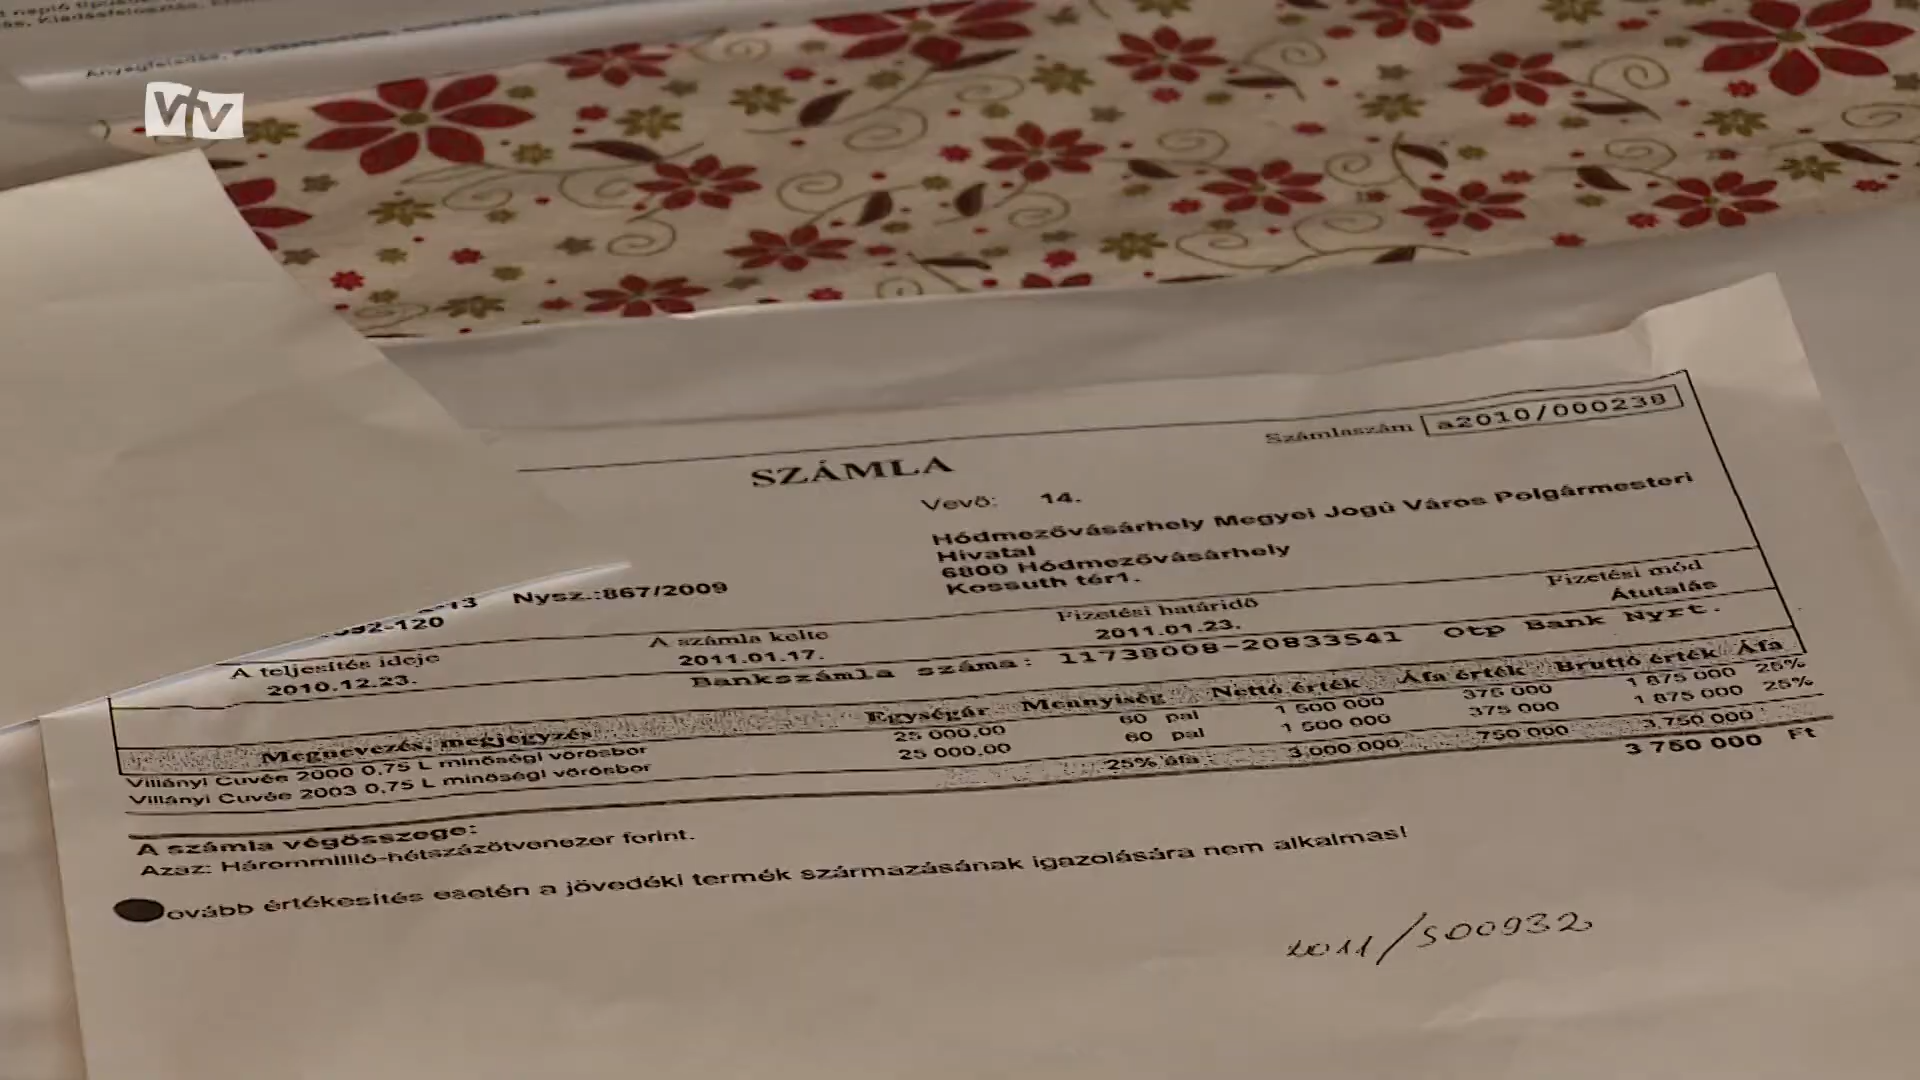 VTV
Számlaszám a2010/000238
SZÁMLA
Vevő: 14.
Hódmezővásárhely Megyei Jogú Város Polgármesteri
Hivatal
6800 Hódmezővásárhely
Kossuth tér1.
Nysz.:867/2009
A teljesítés ideje A számla kelte Fizetési határidő Fizetési mód
2010.12.23. 2011.01.17. 2011.01.23. Átutalás
Bankszámla száma: 11738008-20833541 Otp Bank Nyrt.
Megnevezés, megjegyzés Egységár Mennyiség Nettó érték Áfa érték Bruttó érték Áfa
Villányi Cuvée 2000 0,75 L minőségi vörösbor 25 000,00 60 pal 1 500 000 375 000 1 875 000 25%
Villányi Cuvée 2003 0,75 L minőségi vörösbor 25 000,00 60 pal 1 500 000 375 000 1 875 000 25%
25% áfa: 3.000.000 750 000 3.750 000
A számla végösszege: 3 750 000 Ft
Azaz: Hárommillió-hétszázötvenezer forint.
ovább értékesítés esetén a jövedéki termék származásának igazolására nem alkalmas!
2011/S00932